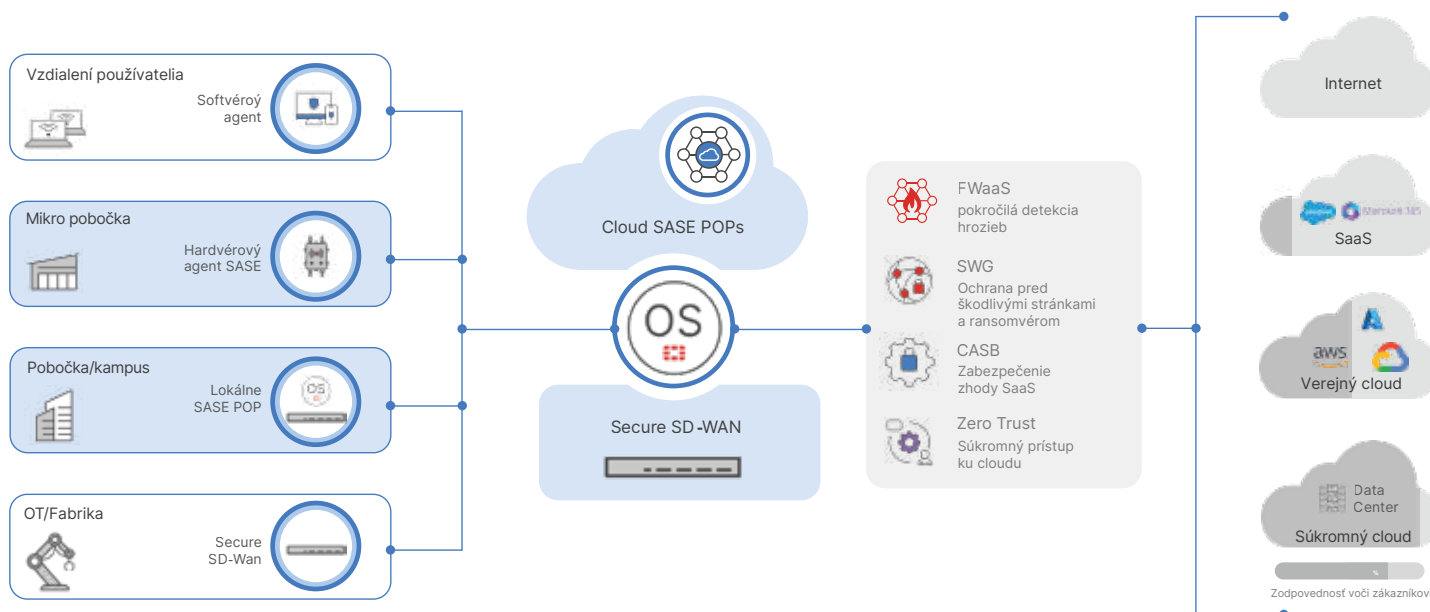 Vzdialení používatelia
Softvéroý
agent
Mikro pobočka
Hardvérový
agent SASE
Pobočka/kampus
OS
Lokálne
SASE POP
OT/Fabrika
Secure
SD-Wan
Cloud SASE POPs
OS
Secure SD-WAN
FWaaS
pokročilá detekcia
hrozieb
SWG
Ochrana pred
škodlivými stránkami
a ransomvérom
CASB
Zabezpečenie
zhody SaaS
Zero Trust
Súkromný prístup
ku cloudu
Internet
Microsoft 365
SaaS
aws
Verejný cloud
Data
Center
Súkromný cloud
%
Zodpovednosť voči zákazníkov